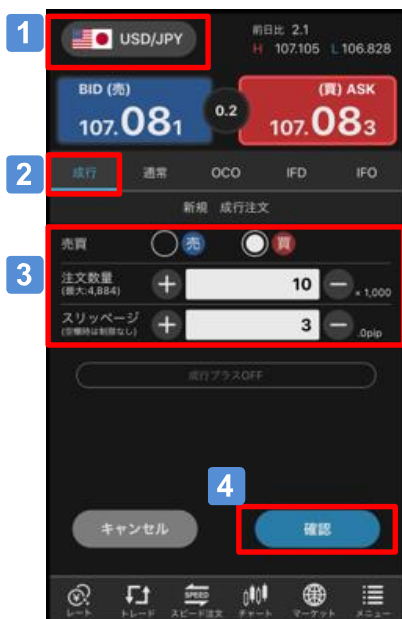 1
USD/JPY
前日比 2.1
H 107.105 L 106.828
BID (売)
107.081
0.2
(買) ASK
107.083
2
成行 通常 OCO IFD IFO
新規 成行注文
3
売買 売 買
注文数量
(最大:4,884)
+ 10 − × 1,000
スリッページ
(空欄時は制限なし)
+ 3 − .0pip
成行プラスOFF
4
キャンセル 確認
SPEED
レート トレード スピード注文 チャート マーケット メニュー